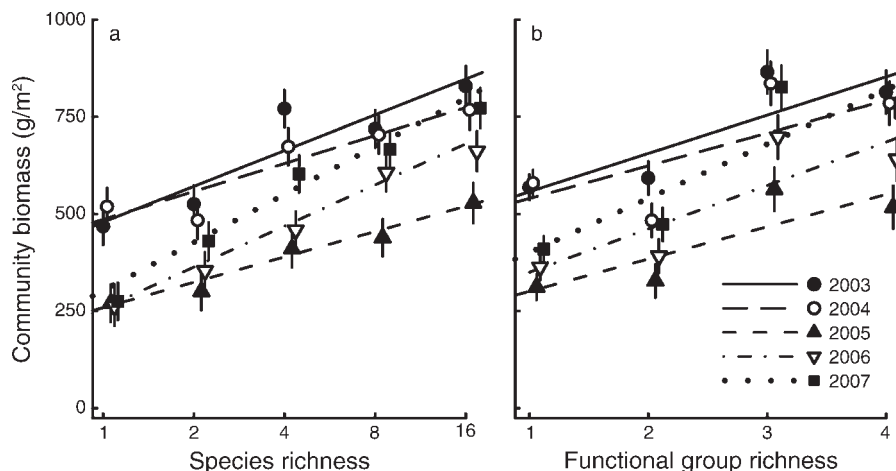 Community biomass (g/m²)
1000
750
500
250
0
a
1 2 4 8 16
Species richness
b
1 2 3 4
Functional group richness
2003
2004
2005
2006
2007